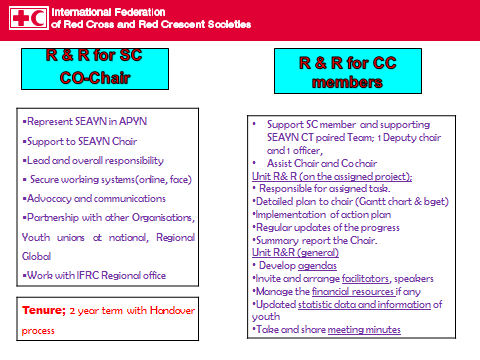 International Federation
of Red Cross and Red Crescent Societies
R & R for SC
CO-Chair
▪Represent SEAYN in APYN
▪Support to SEAYN Chair
▪Lead and overall responsibility
▪ Secure working systems(online, face)
▪Advocacy and communications
▪Partnership with other Organisations,
Youth unions at national, Regional
Global
▪Work with IFRC Regional office
Tenure; 2 year term with Handover
process
R & R for CC
members
• Support SC member and supporting
SEAYN CT paired Team; 1 Deputy chair
and 1 officer,
• Assist Chair and Cochair
Unit R& R (on the assigned project);
• Responsible for assigned task.
•Detailed plan to chair (Gantt chart & bget)
•Implementation of action plan
•Regular updates of the progress
•Summary report the Chair.
Unit R&R (general)
• Develop agendas
•Invite and arrange facilitators, speakers
•Manage the financial resources if any
•Updated statistic data and information of
youth
•Take and share meeting minutes